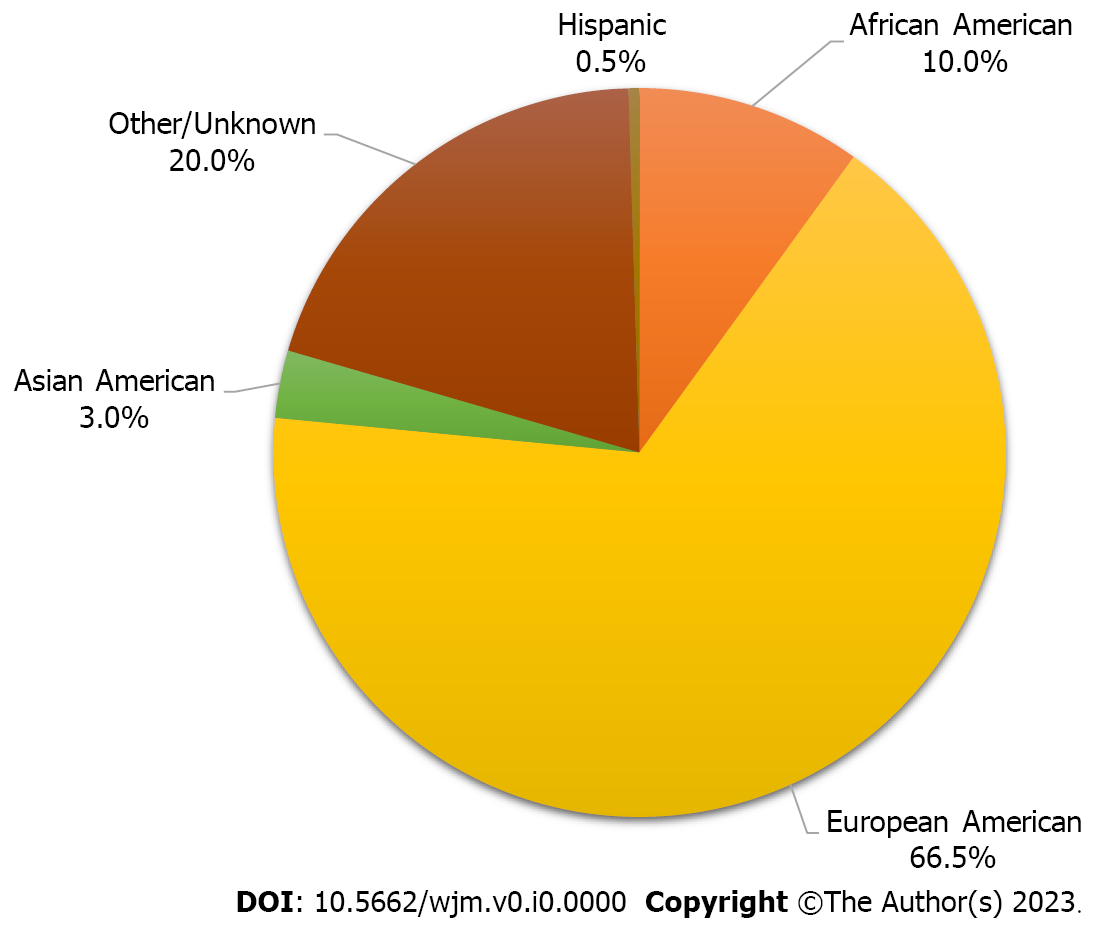 Hispanic
0.5%
African American
10.0%
Other/Unknown
20.0%
Asian American
3.0%
European American
66.5%
DOI: 10.5662/wjm.v0.i0.0000 Copyright ©The Author(s) 2023.